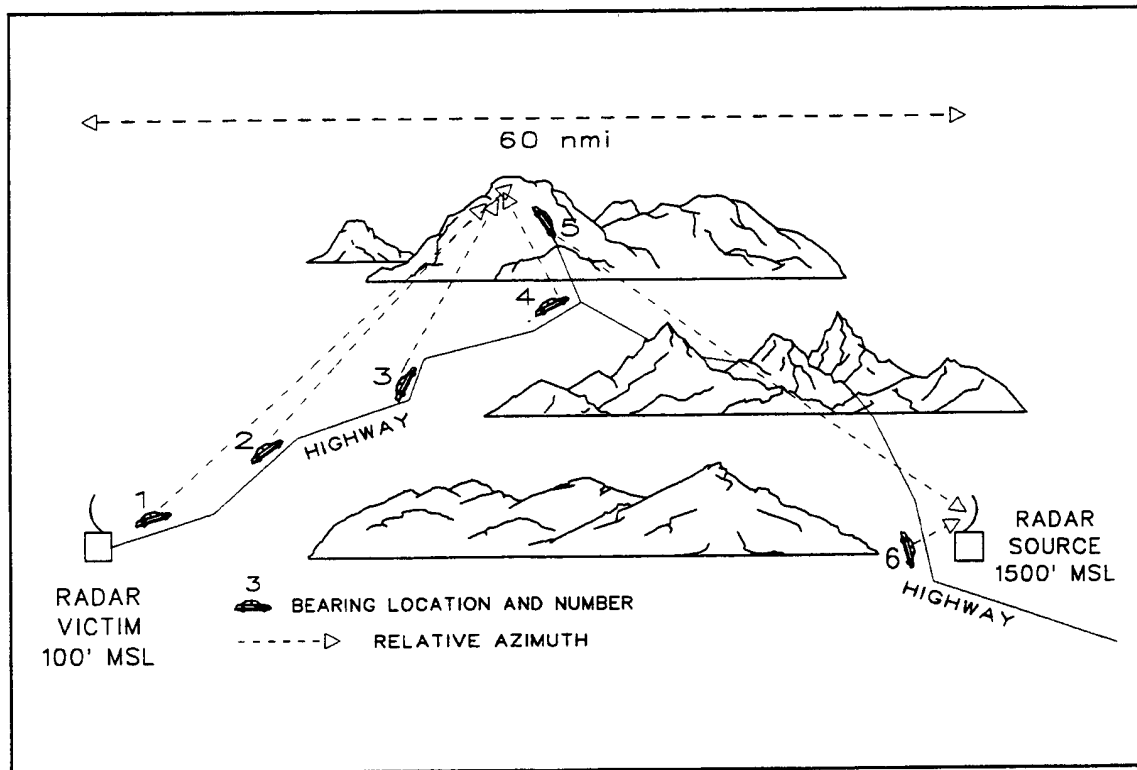 60 nmi
5
4
3
HIGHWAY
2
1
6
RADAR
VICTIM
100' MSL
RADAR
SOURCE
1500' MSL
HIGHWAY
3
BEARING LOCATION AND NUMBER
RELATIVE AZIMUTH